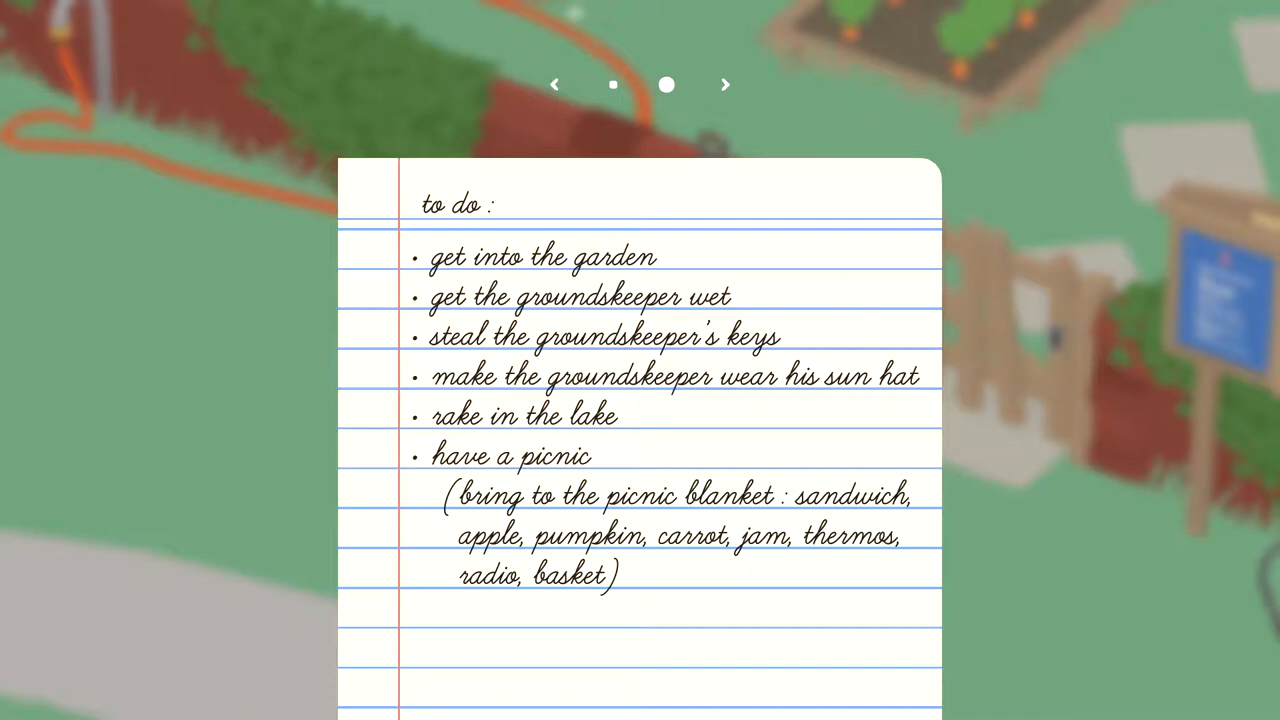 to do :
• get into the garden
• get the groundskeeper wet
• steal the groundskeeper's keys
• make the groundskeeper wear his sun hat
• rake in the lake
• have a picnic
(bring to the picnic blanket : sandwich,
apple, pumpkin, carrot, jam, thermos,
radio, basket)